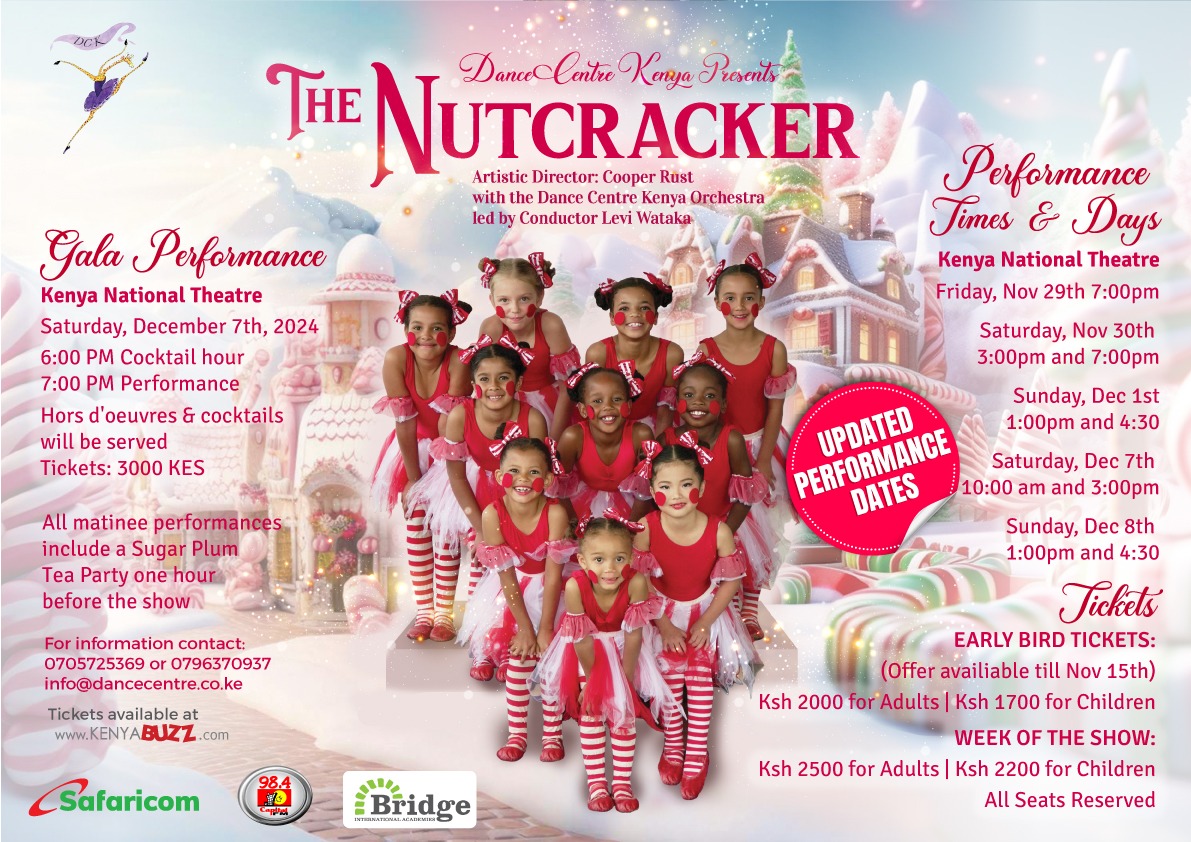 DCK
Dance Centre Kenya Presents
THE NUTCRACKER
Artistic Director: Cooper Rust
with the Dance Centre Kenya Orchestra
led by Conductor Levi Wataka
Gala Performance
Kenya National Theatre
Saturday, December 7th, 2024
6:00 PM Cocktail hour
7:00 PM Performance
Hors d'oeuvres & cocktails
will be served
Tickets: 3000 KES
All matinee performances
include a Sugar Plum
Tea Party one hour
before the show
For information contact:
0705725369 or 0796370937
info@dancecentre.co.ke
Tickets available at
www.KENYABUZZ.com
Safaricom
98.4
Capital
FM
Bridge
INTERNATIONAL ACADEMIES
UPDATED
PERFORMANCE
DATES
Performance
Times & Days
Kenya National Theatre
Friday, Nov 29th 7:00pm
Saturday, Nov 30th
3:00pm and 7:00pm
Sunday, Dec 1st
1:00pm and 4:30
Saturday, Dec 7th
10:00 am and 3:00pm
Sunday, Dec 8th
1:00pm and 4:30
Tickets
EARLY BIRD TICKETS:
(Offer availiable till Nov 15th)
Ksh 2000 for Adults | Ksh 1700 for Children
WEEK OF THE SHOW:
Ksh 2500 for Adults | Ksh 2200 for Children
All Seats Reserved